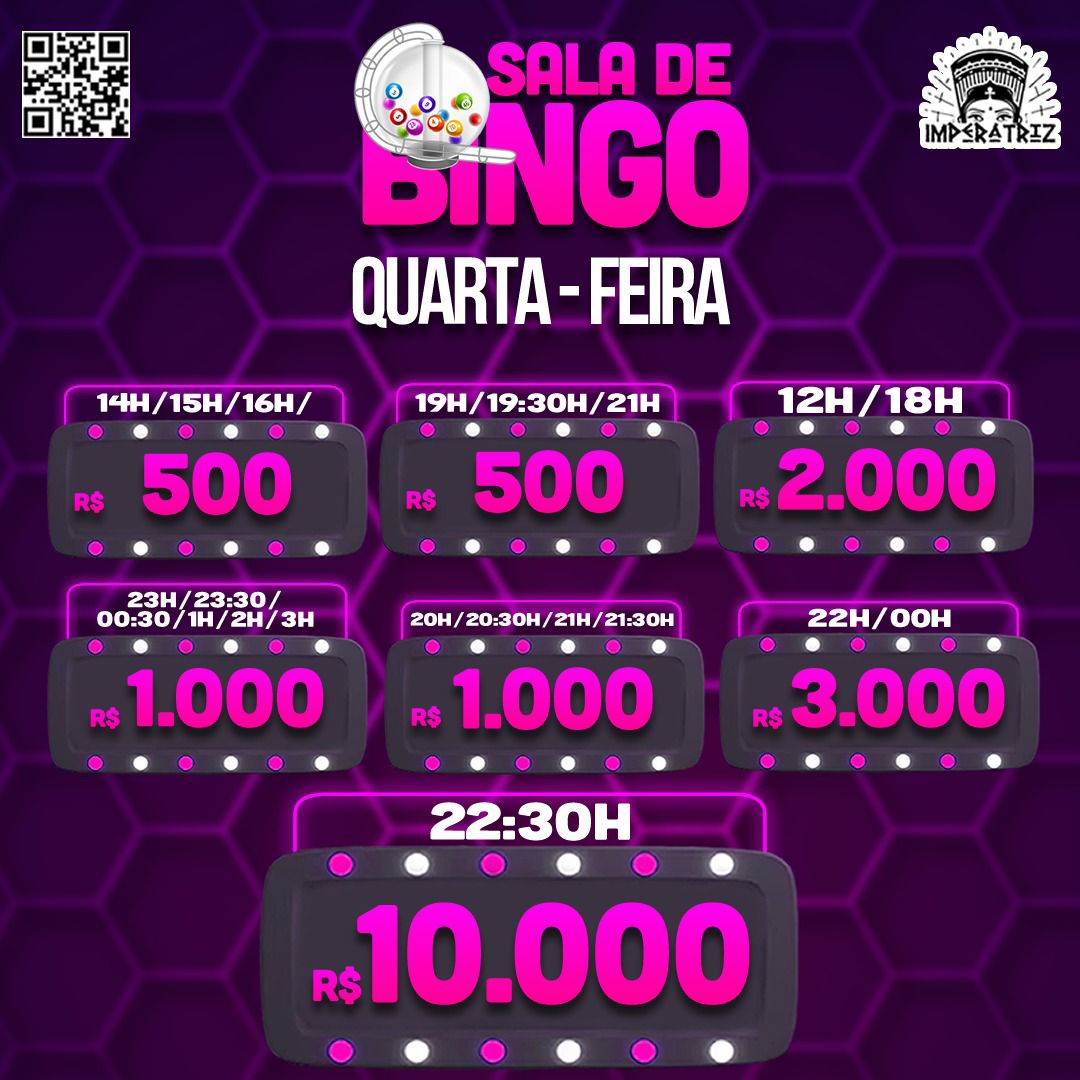 SALA DE
BINGO
IMPERATRIZ
QUARTA - FEIRA
14H/15H/16H/
R$ 500
19H/19:30H/21H
R$ 500
12H/18H
R$ 2.000
23H/23:30/
00:30/1H/2H/3H
R$ 1.000
20H/20:30H/21H/21:30H
R$ 1.000
22H/00H
R$ 3.000
22:30H
R$ 10.000